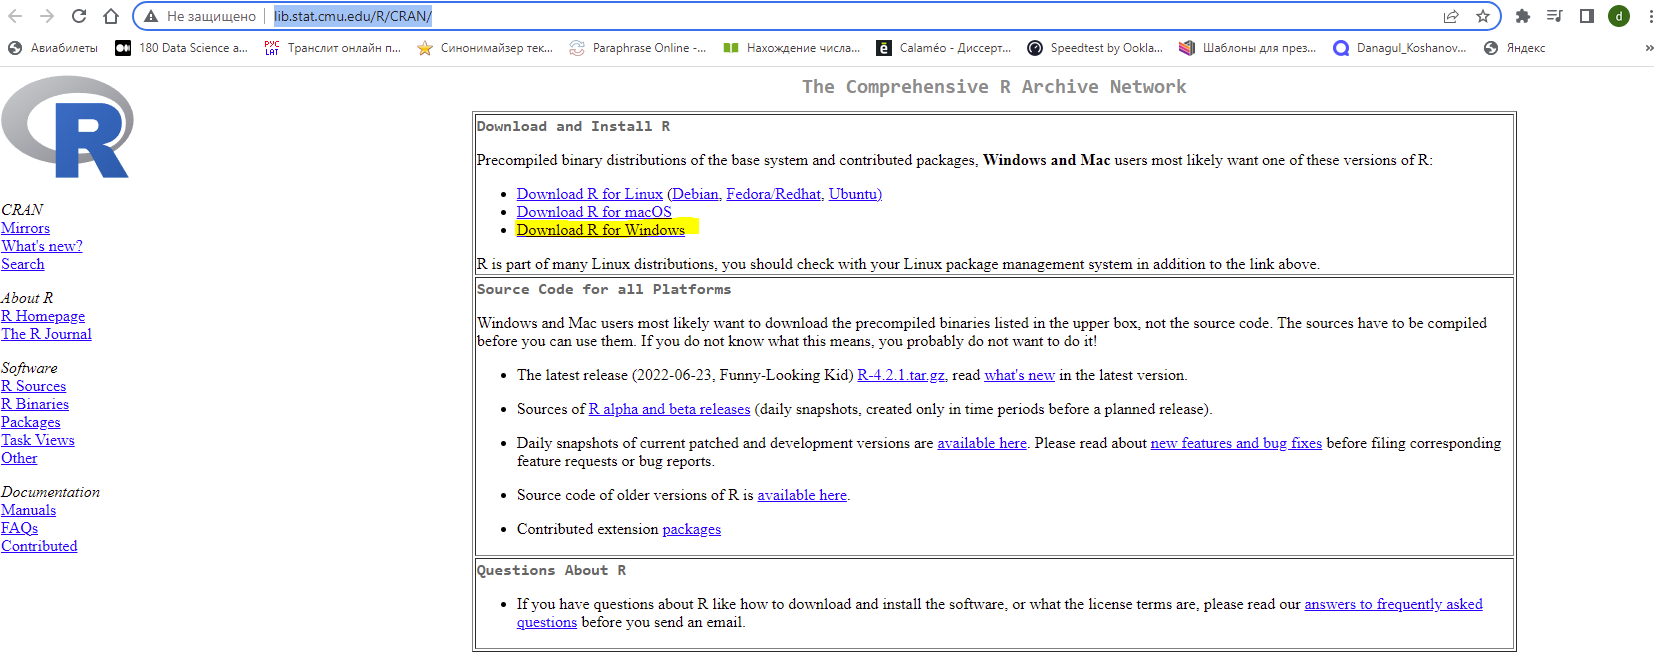 Не защищено lib.stat.cmu.edu/R/CRAN/ d
Авиабилеты 180 Data Science a... РУС LAT Транслит онлайн п... Синонимайзер тек... Paraphrase Online -... Нахождение числа... ē Calaméo - Диссерт... Speedtest by Ookla... Шаблоны для през... Danagul_Koshanov... Яндекс »
R
CRAN
Mirrors
What's new?
Search
About R
R Homepage
The R Journal
Software
R Sources
R Binaries
Packages
Task Views
Other
Documentation
Manuals
FAQs
Contributed
The Comprehensive R Archive Network
Download and Install R
Precompiled binary distributions of the base system and contributed packages, Windows and Mac users most likely want one of these versions of R:
• Download R for Linux (Debian, Fedora/Redhat, Ubuntu)
• Download R for macOS
• Download R for Windows
R is part of many Linux distributions, you should check with your Linux package management system in addition to the link above.
Source Code for all Platforms
Windows and Mac users most likely want to download the precompiled binaries listed in the upper box, not the source code. The sources have to be compiled
before you can use them. If you do not know what this means, you probably do not want to do it!
• The latest release (2022-06-23, Funny-Looking Kid) R-4.2.1.tar.gz, read what's new in the latest version.
• Sources of R alpha and beta releases (daily snapshots, created only in time periods before a planned release).
• Daily snapshots of current patched and development versions are available here. Please read about new features and bug fixes before filing corresponding
feature requests or bug reports.
• Source code of older versions of R is available here.
• Contributed extension packages
Questions About R
• If you have questions about R like how to download and install the software, or what the license terms are, please read our answers to frequently asked
questions before you send an email.